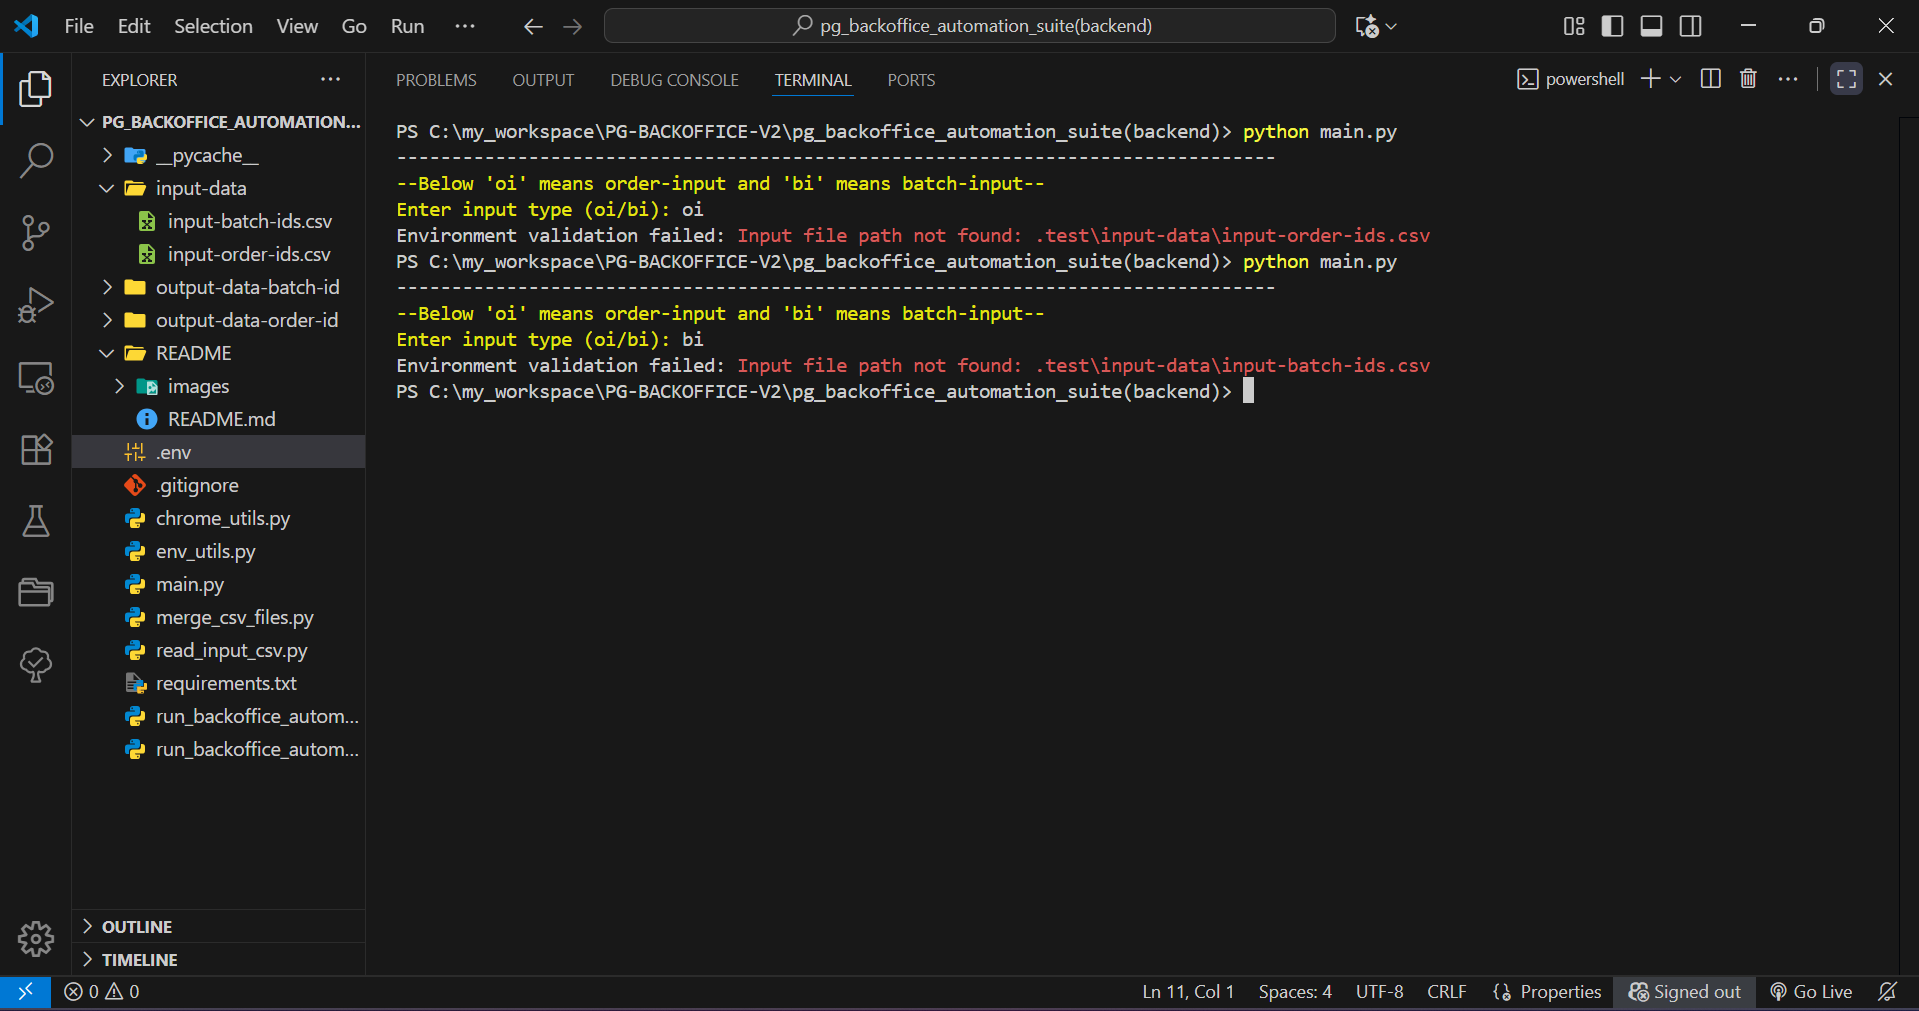 File Edit Selection View Go Run ··· pg_backoffice_automation_suite(backend)
EXPLORER ···
PG_BACKOFFICE_AUTOMATION...
__pycache__
input-data
input-batch-ids.csv
input-order-ids.csv
output-data-batch-id
output-data-order-id
README
images
README.md
.env
.gitignore
chrome_utils.py
env_utils.py
main.py
merge_csv_files.py
read_input_csv.py
requirements.txt
run_backoffice_autom...
run_backoffice_autom...
OUTLINE
TIMELINE
PROBLEMS OUTPUT DEBUG CONSOLE TERMINAL PORTS powershell
PS C:\my_workspace\PG-BACKOFFICE-V2\pg_backoffice_automation_suite(backend)> python main.py
--------------------------------------------------------------------------------
--Below 'oi' means order-input and 'bi' means batch-input--
Enter input type (oi/bi): oi
Environment validation failed: Input file path not found: .test\input-data\input-order-ids.csv
PS C:\my_workspace\PG-BACKOFFICE-V2\pg_backoffice_automation_suite(backend)> python main.py
--------------------------------------------------------------------------------
--Below 'oi' means order-input and 'bi' means batch-input--
Enter input type (oi/bi): bi
Environment validation failed: Input file path not found: .test\input-data\input-batch-ids.csv
PS C:\my_workspace\PG-BACKOFFICE-V2\pg_backoffice_automation_suite(backend)>
0 0 Ln 11, Col 1 Spaces: 4 UTF-8 CRLF Properties Signed out Go Live